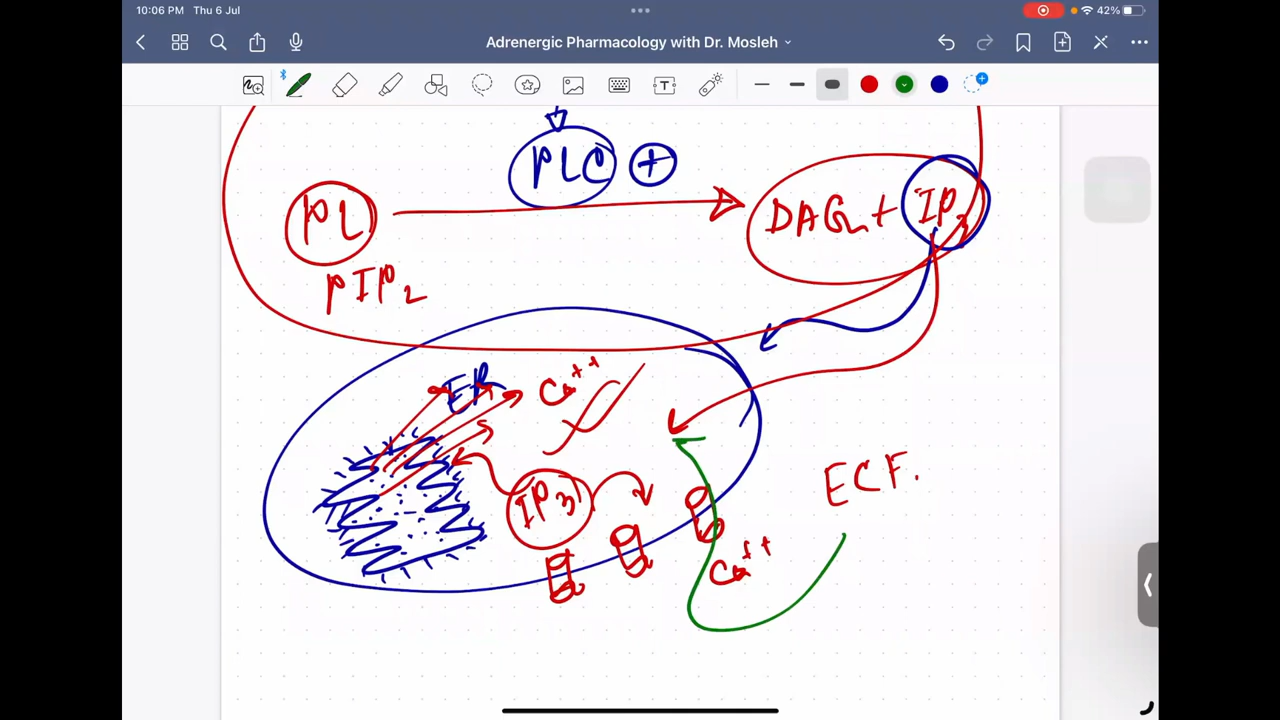 10:06 PM Thu 6 Jul
42%
Adrenergic Pharmacology with Dr. Mosleh
T
PLC +
PL
DAG + IP3
PIP2
ER
Ca++
IP3
ECF.
Ca++